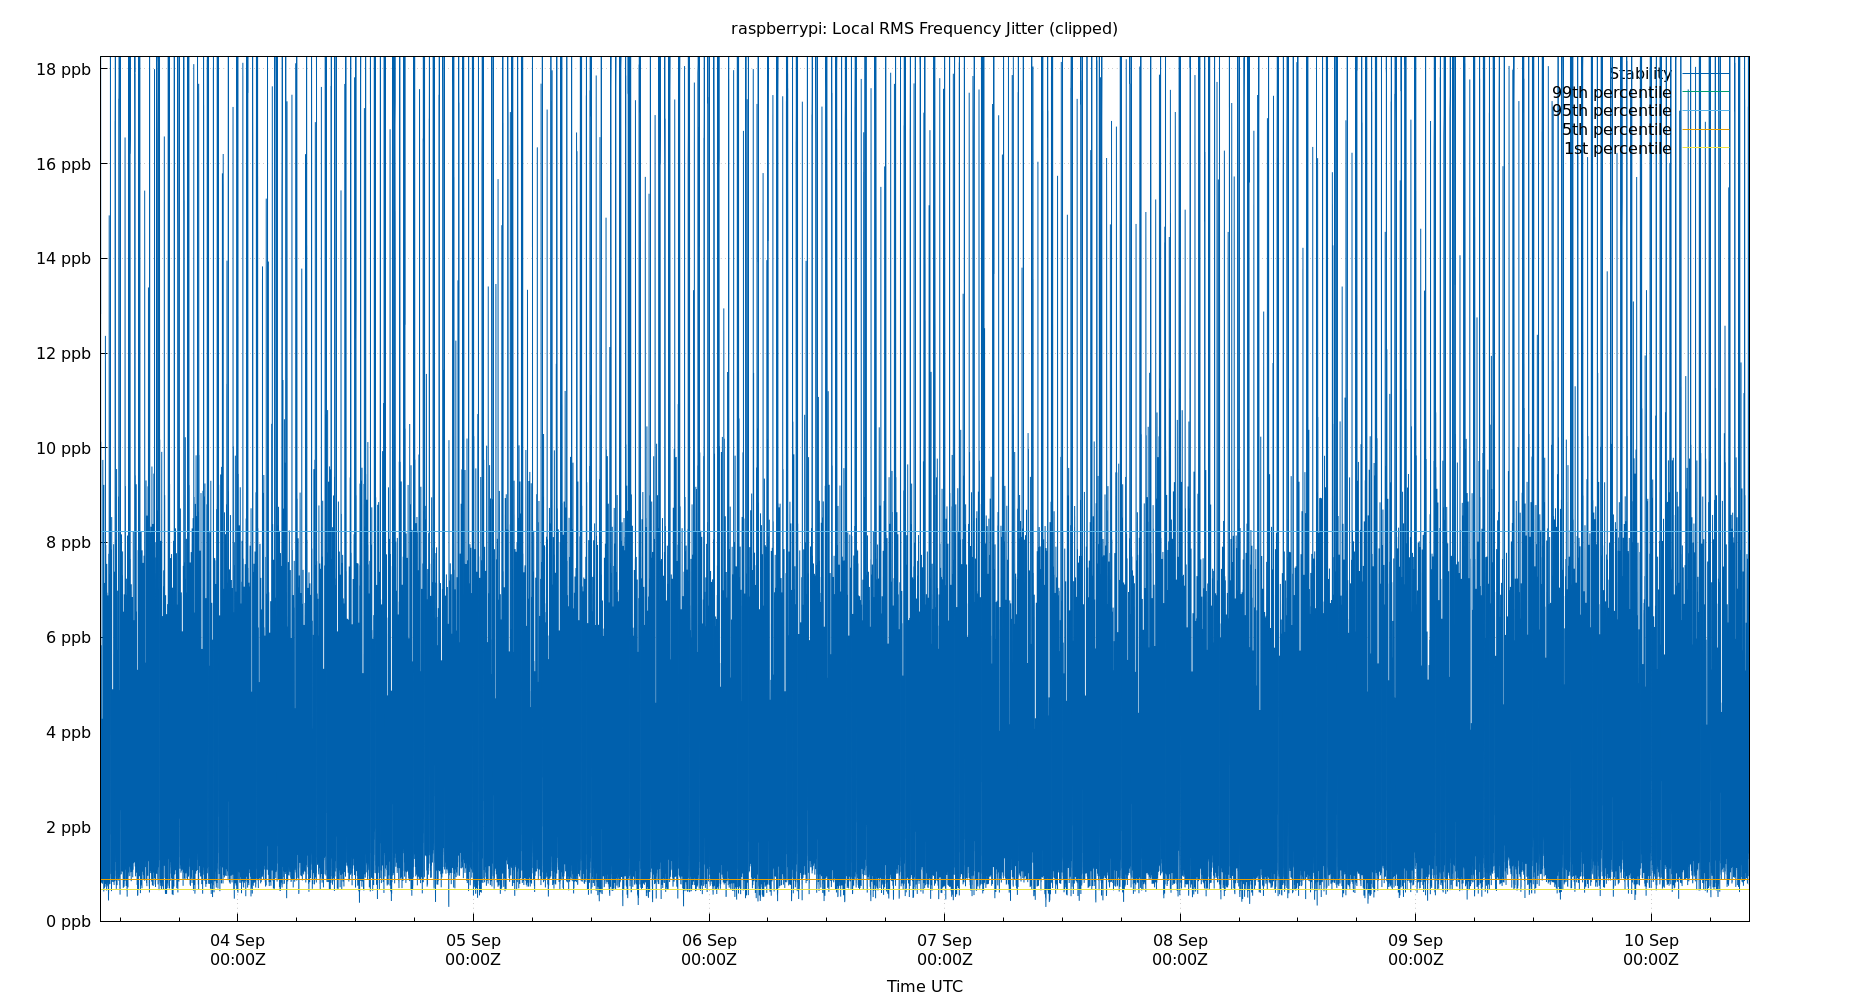 raspberrypi: Local RMS Frequency Jitter (clipped)
18 ppb
16 ppb
14 ppb
12 ppb
10 ppb
8 ppb
6 ppb
4 ppb
2 ppb
0 ppb
Stability
99th percentile
95th percentile
5th percentile
1st percentile
04 Sep 05 Sep 06 Sep 07 Sep 08 Sep 09 Sep 10 Sep
00:00Z 00:00Z 00:00Z 00:00Z 00:00Z 00:00Z 00:00Z
Time UTC